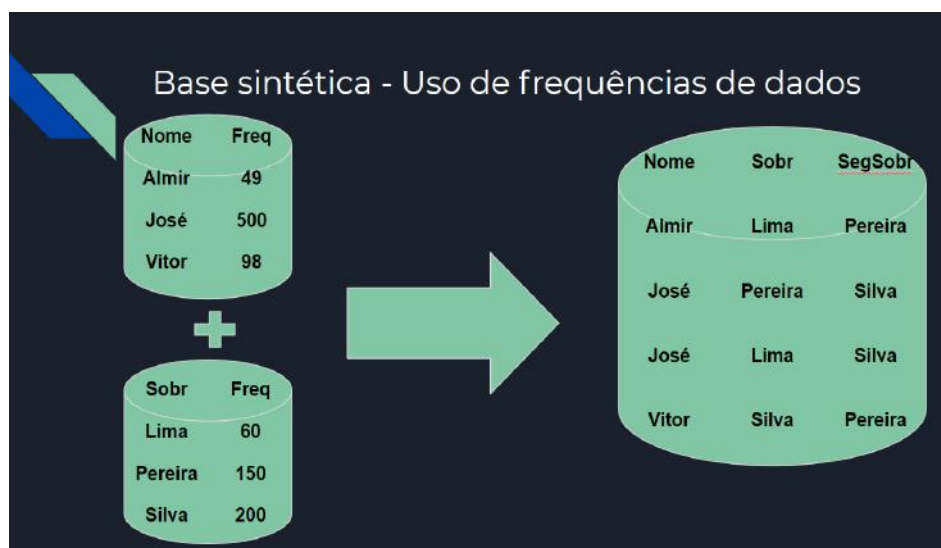 Base sintética - Uso de frequências de dados
Nome Freq
Almir 49
José 500
Vitor 98
Sobr Freq
Lima 60
Pereira 150
Silva 200
Nome Sobr SegSobr
Almir Lima Pereira
José Pereira Silva
José Lima Silva
Vitor Silva Pereira